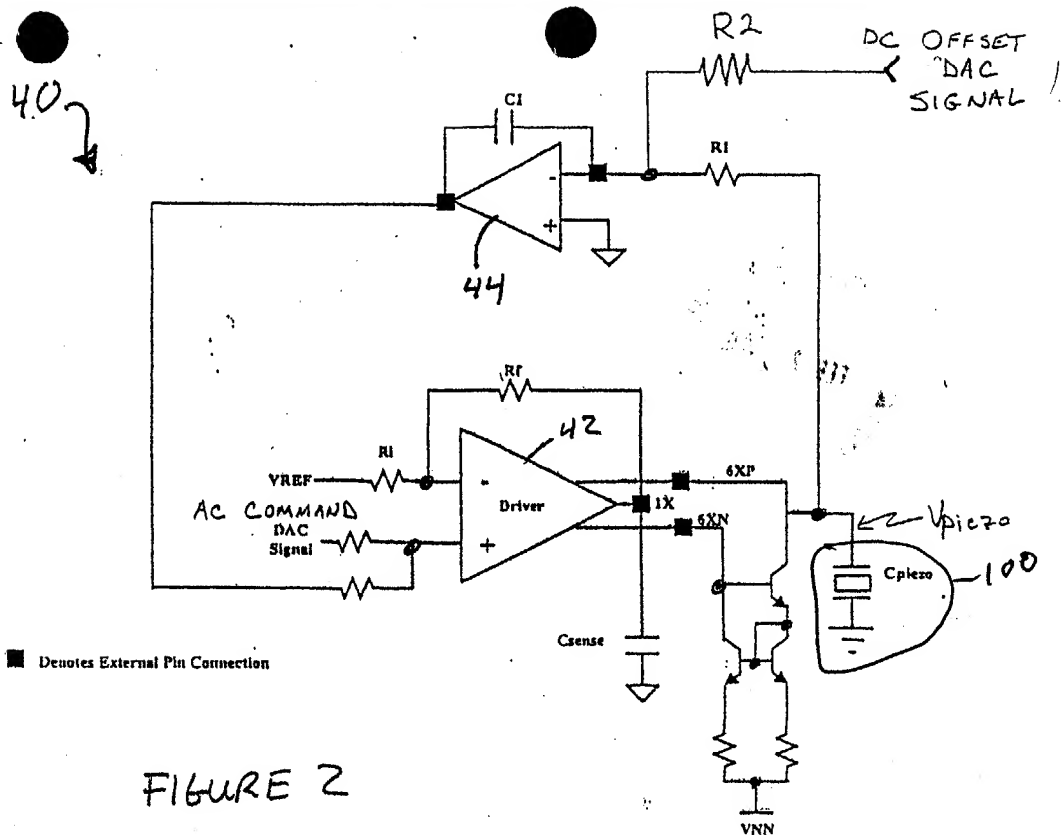 R2
DC OFFSET
DAC
SIGNAL
40
C1
R1
-
+
44
Rf
42
VREF
RI
-
Driver
6XP
1X
6XN
Vpiezo
AC COMMAND
DAC
Signal
+
Cpiezo
100
Csense
Denotes External Pin Connection
FIGURE 2
VNN